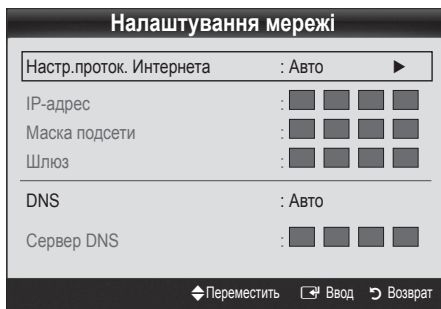 Налаштування мережі
Настр.проток. Интернета : Авто ►
IP-адрес :
Маска подсети :
Шлюз :
DNS : Авто
Сервер DNS :
Переместить Ввод Возврат